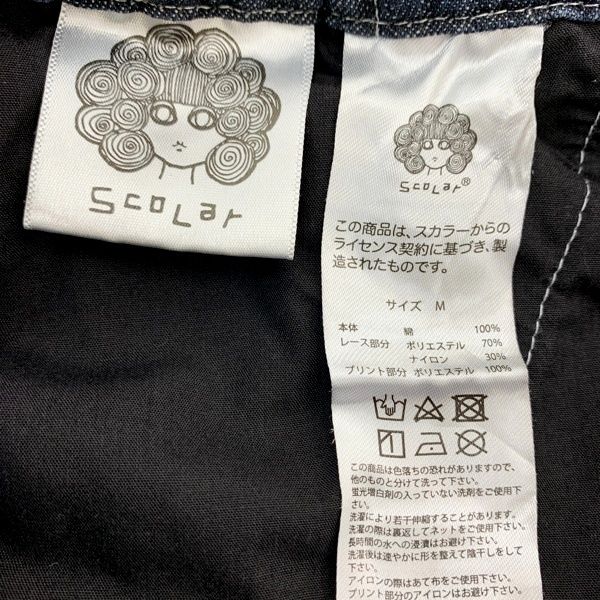 ScoLar
ScoLar®
この商品は、スカラーからの
ライセンス契約に基づき、製
造されたものです。
サイズ M
本体 綿 100%
レース部分 ポリエステル 70%
ナイロン 30%
プリント部分 ポリエステル 100%
この商品は色落ちの恐れがありますので、
他のものと分けて洗って下さい。
蛍光増白剤の入っていない洗剤をご使用下さい。
洗濯により若干伸縮することがあります。
洗濯の際は裏返してネットをご使用下さい。
長時間の水への浸漬はお避け下さい。
洗濯後は速やかに形を整えて陰干しをして
下さい。
アイロンの際はあて布をご使用下さい。
プリント部分のアイロンはお避け下さい。